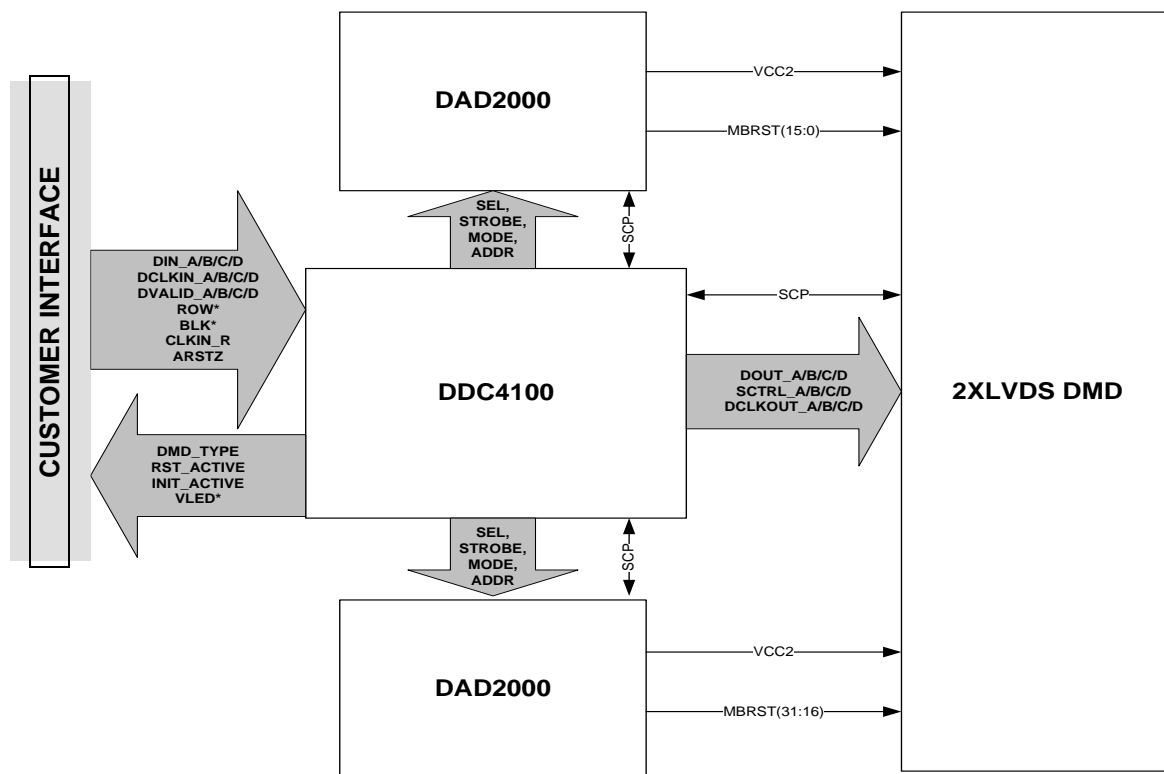 DAD2000
VCC2
MBRST(15:0)
SEL,
STROBE,
MODE,
ADDR
SCP
CUSTOMER INTERFACE
DIN_A/B/C/D
DCLKIN_A/B/C/D
DVALID_A/B/C/D
ROW*
BLK*
CLKIN_R
ARSTZ
DDC4100
SCP
DOUT_A/B/C/D
SCTRL_A/B/C/D
DCLKOUT_A/B/C/D
2XLVDS DMD
DMD_TYPE
RST_ACTIVE
INIT_ACTIVE
VLED*
SEL,
STROBE,
MODE,
ADDR
SCP
DAD2000
VCC2
MBRST(31:16)